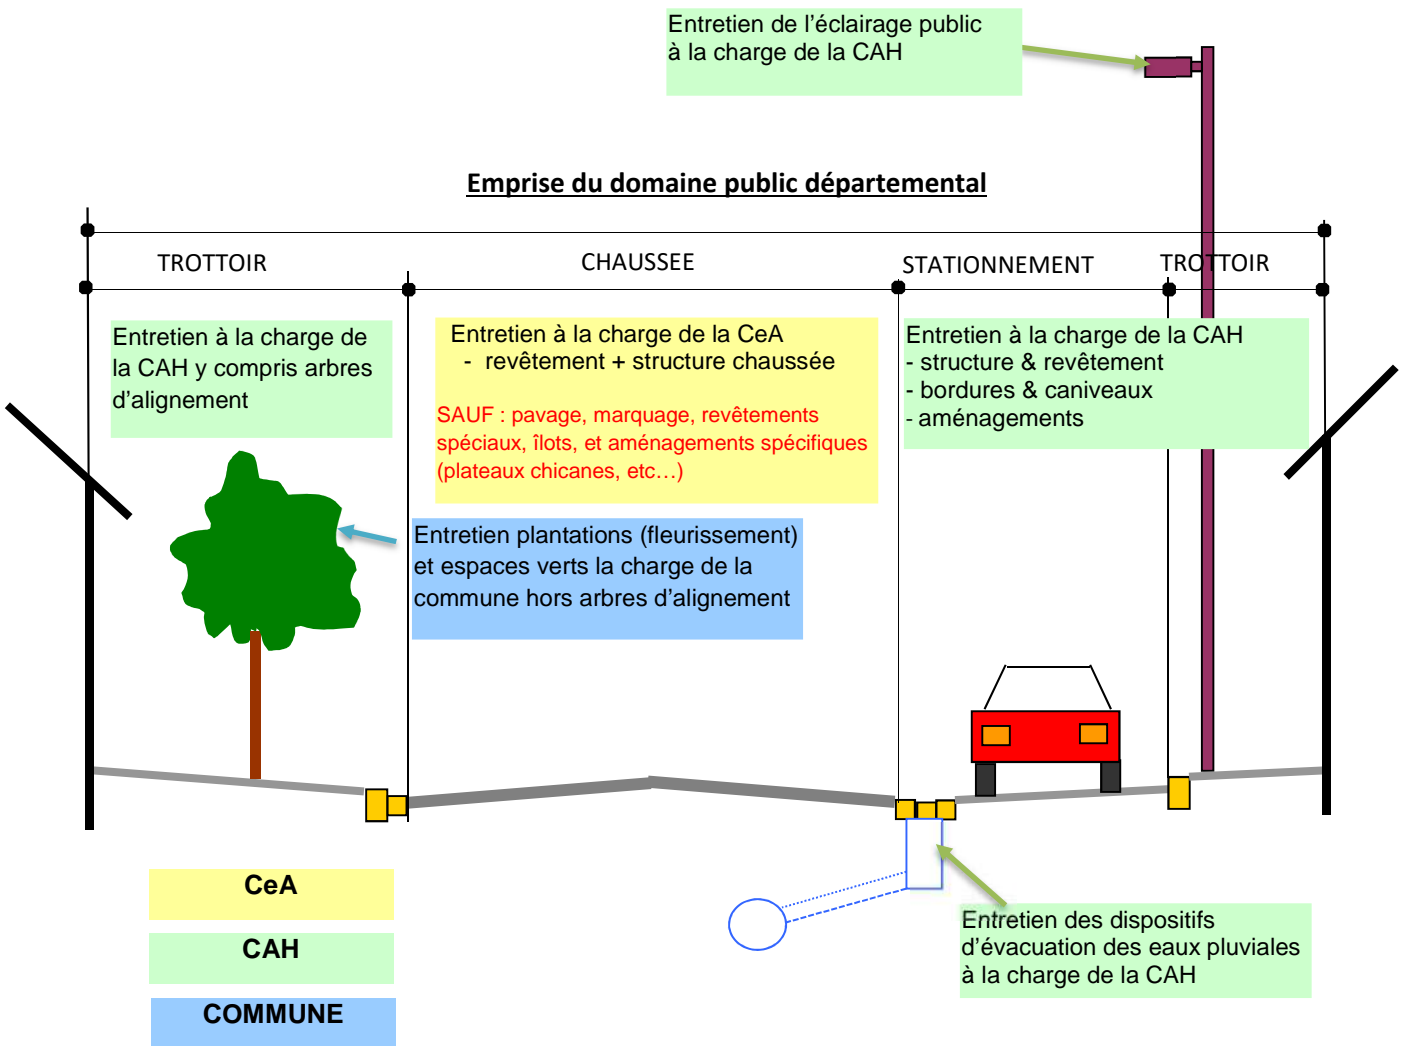 Entretien de l’éclairage public
à la charge de la CAH
Emprise du domaine public départemental
TROTTOIR
CHAUSSEE
STATIONNEMENT
TROTTOIR
Entretien à la charge de
la CAH y compris arbres
d’alignement
Entretien à la charge de la CeA
- revêtement + structure chaussée
SAUF : pavage, marquage, revêtements
spéciaux, îlots, et aménagements spécifiques
(plateaux chicanes, etc…)
Entretien à la charge de la CAH
- structure & revêtement
- bordures & caniveaux
- aménagements
Entretien plantations (fleurissement)
et espaces verts la charge de la
commune hors arbres d’alignement
Entretien des dispositifs
d’évacuation des eaux pluviales
à la charge de la CAH
CeA
CAH
COMMUNE